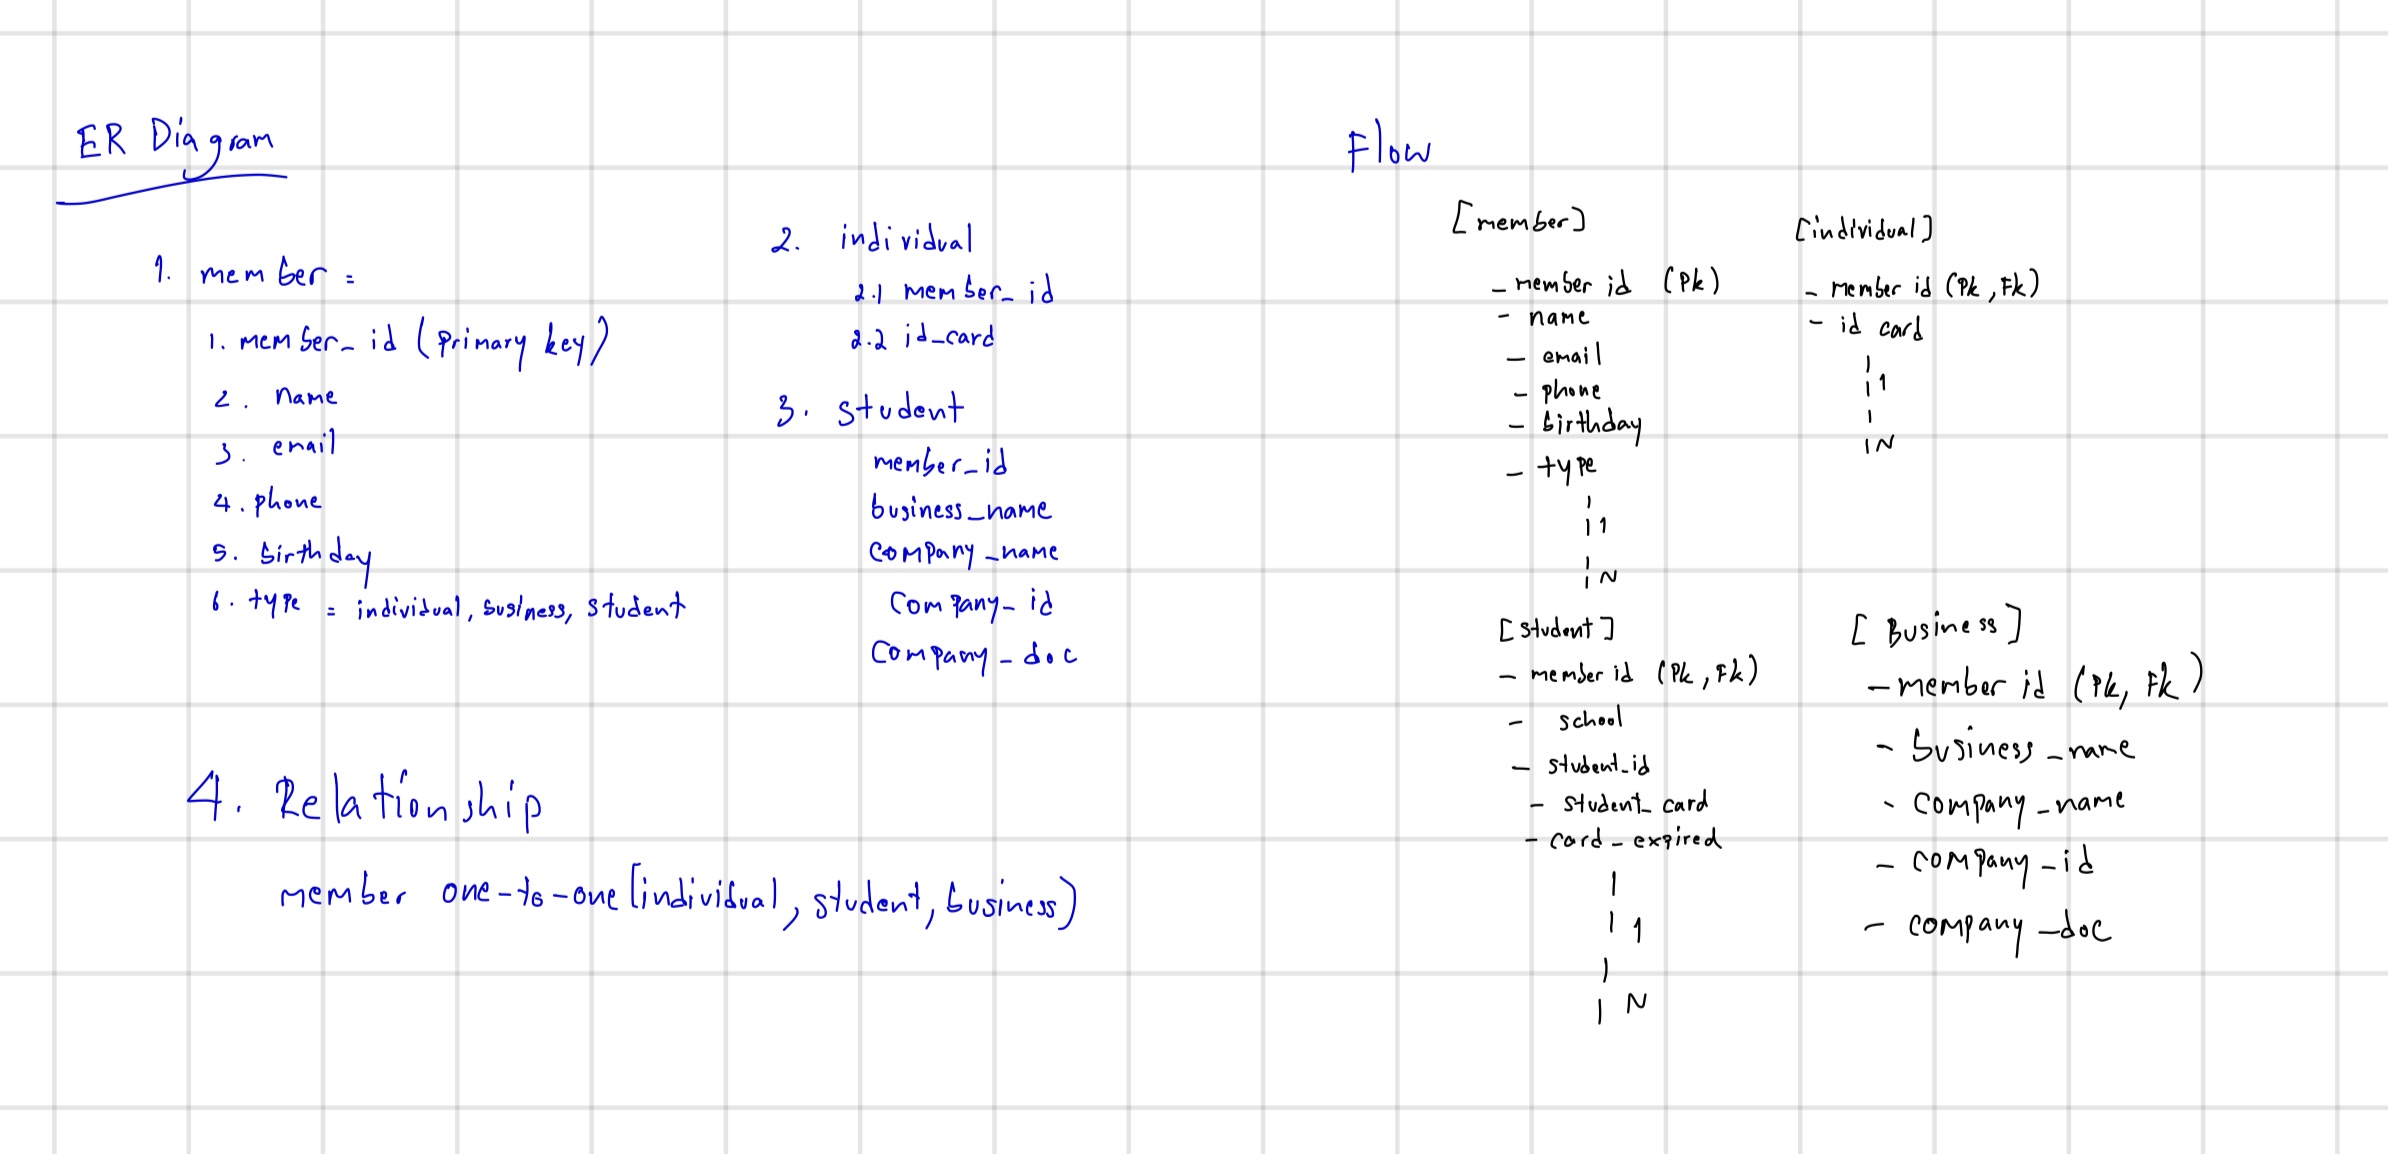 ER Diagram
1. member =
1. member_id (primary key)
2. name
3. email
4. phone
5. birthday
6. type = individual, business, student
2. individual
2.1 member_id
2.2 id_card
3. student
member_id
business_name
company_name
company_id
company_doc
4. Relationship
member one-to-one [individual, student, business)
Flow
[member]
- member id (Pk)
- name
- email
- phone
- birthday
- type
1
N
[individual]
- member id (Pk, Fk)
- id card
1
N
[student]
- member id (Pk, Fk)
- school
- student_id
- student_card
- card_expired
1
N
[Business]
- member id (Pk, Fk)
- business_name
- company_name
- company_id
- company_doc